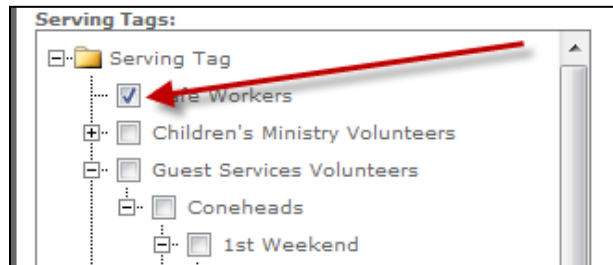 Serving Tags:
Serving Tag
Workers
Children's Ministry Volunteers
Guest Services Volunteers
Coneheads
1st Weekend